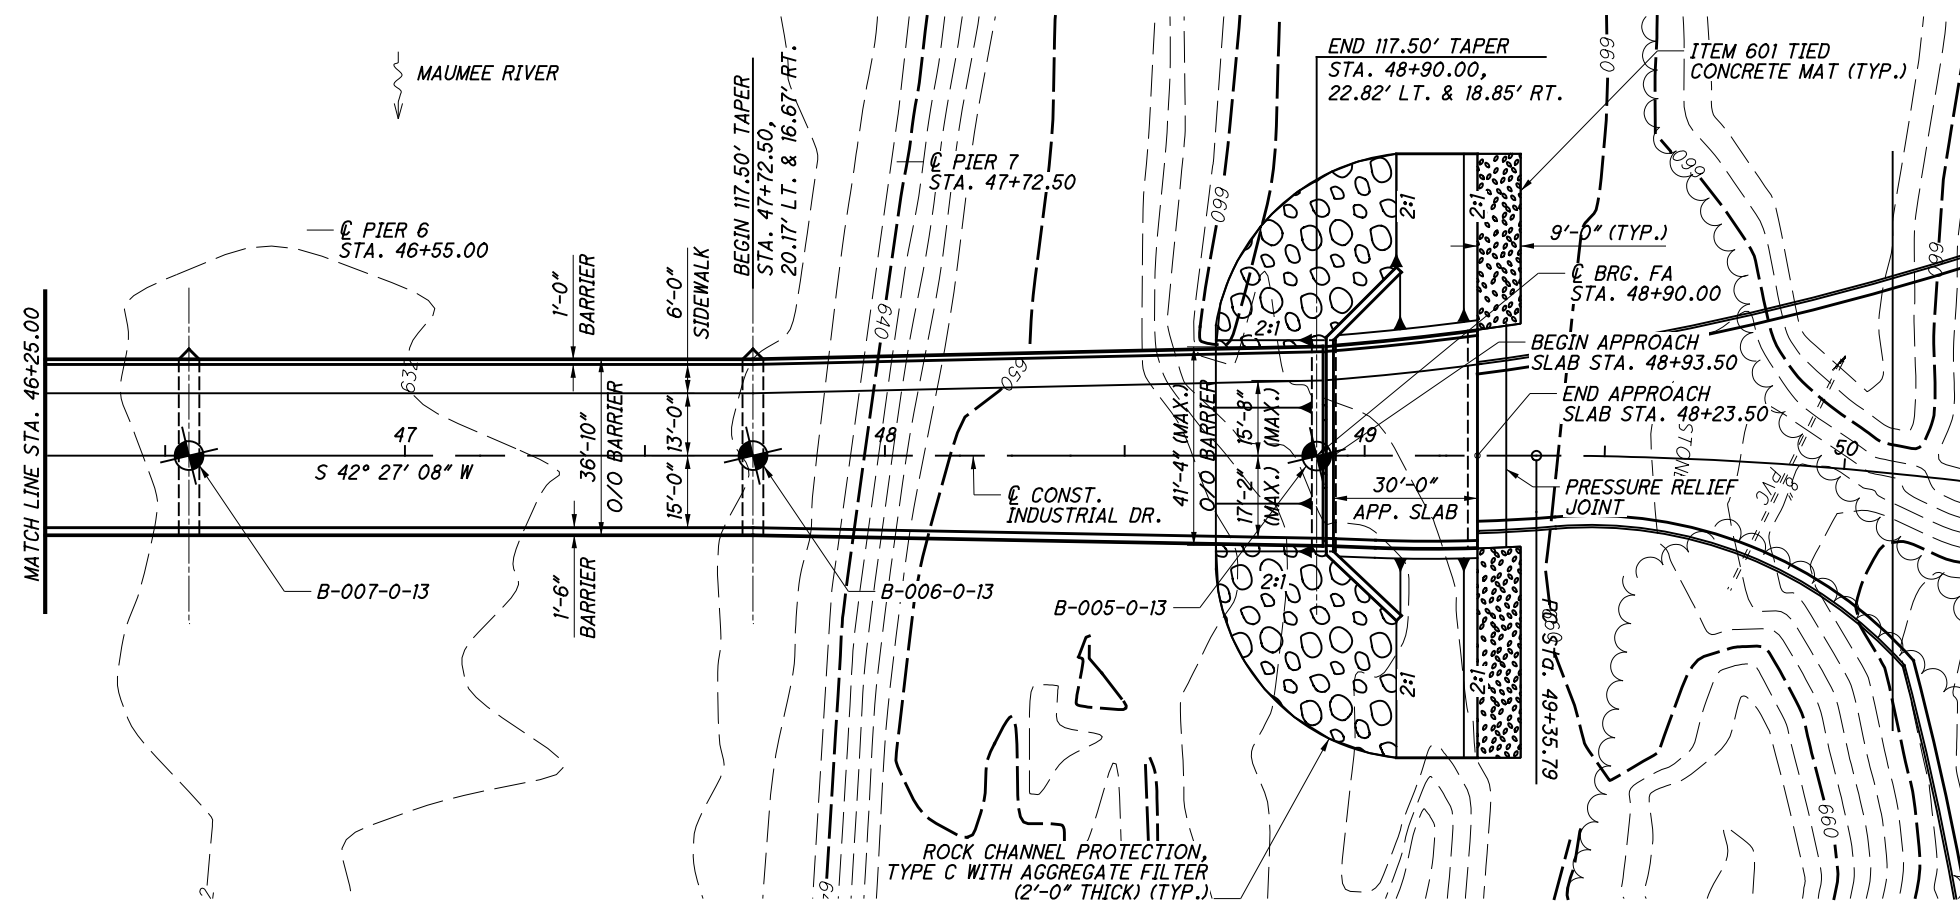 MAUMEE RIVER
℄ PIER 6
STA. 46+55.00
MATCH LINE STA. 46+25.00
632
47
S 42° 27' 08" W
B-007-0-13
1'-0"
BARRIER
6'-0"
SIDEWALK
36'-10"
O/O BARRIER
13'-0"
15'-0"
1'-6"
BARRIER
BEGIN 117.50' TAPER
STA. 47+72.50,
20.17' LT. & 16.67' RT.
℄ PIER 7
STA. 47+72.50
640
650
48
B-006-0-13
℄ CONST.
INDUSTRIAL DR.
B-005-0-13
660
END 117.50' TAPER
STA. 48+90.00,
22.82' LT. & 18.85' RT.
660
ITEM 601 TIED
CONCRETE MAT (TYP.)
660
660
2:1
2:1
2:1
9'-0" (TYP.)
℄ BRG. FA
STA. 48+90.00
BEGIN APPROACH
SLAB STA. 48+93.50
END APPROACH
SLAB STA. 48+23.50
41'-4" (MAX.)
O/O BARRIER
15'-8"
(MAX.)
17'-2"
(MAX.)
49
30'-0"
APP. SLAB
50
PRESSURE RELIEF
JOINT
PVC
2:1
2:1
2:1
Sta. 49+35.79
660
ROCK CHANNEL PROTECTION,
TYPE C WITH AGGREGATE FILTER
(2'-0" THICK) (TYP.)
2